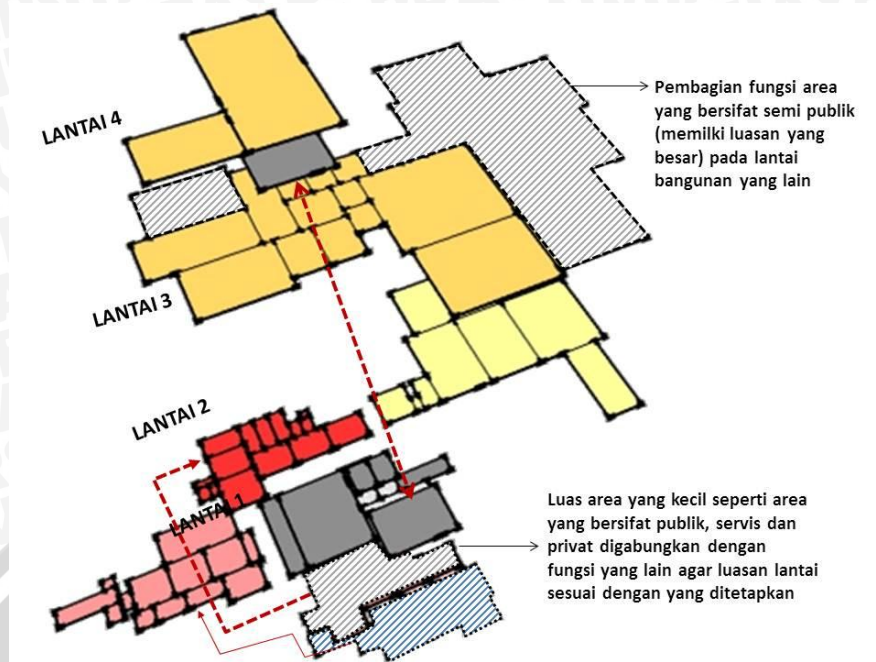 LANTAI 4
Pembagian fungsi area
yang bersifat semi publik
(memilki luasan yang
besar) pada lantai
bangunan yang lain
LANTAI 3
LANTAI 2
LANTAI 1
Luas area yang kecil seperti area
yang bersifat publik, servis dan
privat digabungkan dengan
fungsi yang lain agar luasan lantai
sesuai dengan yang ditetapkan